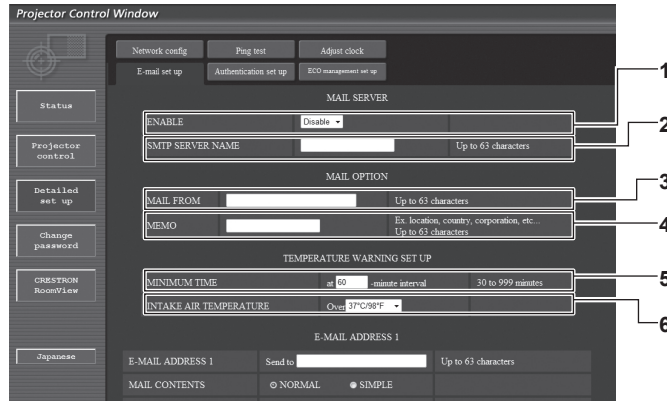 Projector Control Window
Network config Ping test Adjust clock
E-mail set up Authentication set up ECO management set up
MAIL SERVER
ENABLE Disable
1
SMTP SERVER NAME Up to 63 characters
2
MAIL OPTION
MAIL FROM Up to 63 characters
3
MEMO Ex. location, country, corporation, etc...
Up to 63 characters
4
TEMPERATURE WARNING SET UP
MINIMUM TIME at 60 -minute interval 30 to 999 minutes
5
INTAKE AIR TEMPERATURE Over 37°C/98°F
6
E-MAIL ADDRESS 1
E-MAIL ADDRESS 1 Send to Up to 63 characters
MAIL CONTENTS NORMAL SIMPLE
Status
Projector
control
Detailed
set up
Change
password
CRESTRON
RoomView
Japanese